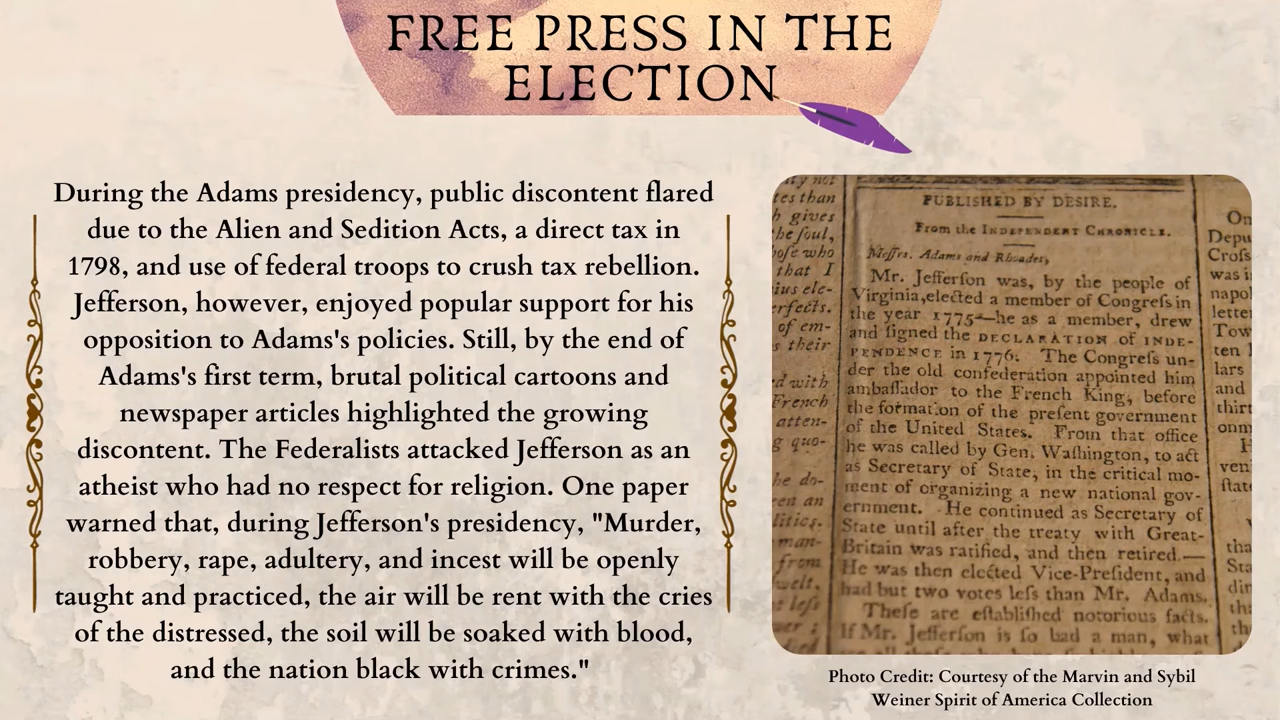 FREE PRESS IN THE
ELECTION
During the Adams presidency, public discontent flared
due to the Alien and Sedition Acts, a direct tax in
1798, and use of federal troops to crush tax rebellion.
Jefferson, however, enjoyed popular support for his
opposition to Adams's policies. Still, by the end of
Adams's first term, brutal political cartoons and
newspaper articles highlighted the growing
discontent. The Federalists attacked Jefferson as an
atheist who had no respect for religion. One paper
warned that, during Jefferson's presidency, "Murder,
robbery, rape, adultery, and incest will be openly
taught and practiced, the air will be rent with the cries
of the distressed, the soil will be soaked with blood,
and the nation black with crimes."
PUBLISHED BY DESIRE.
From the INDEPENDENT CHRONICLE.
Meſſrs. Adams and Rhoades,
Mr. Jefferſon was, by the people of
Virginia, elected a member of Congreſs in
the year 1775—he as a member, drew
and ſigned the DECLARATION of INDE-
PENDENCE in 1776. The Congreſs un-
der the old confederation appointed him
ambaſſador to the French King, before
the formation of the preſent government
of the United States. From that office
he was called by Gen. Waſhington, to act
as Secretary of State, in the critical mo-
ment of organizing a new national gov-
ernment. He continued as Secretary of
State until after the treaty with Great-
Britain was ratified, and then retired.—
He was then elected Vice-Preſident, and
had but two votes leſs than Mr. Adams.
Theſe are eſtabliſhed notorious facts.
If Mr. Jefferſon is ſo bad a man, what
Photo Credit: Courtesy of the Marvin and Sybil
Weiner Spirit of America Collection